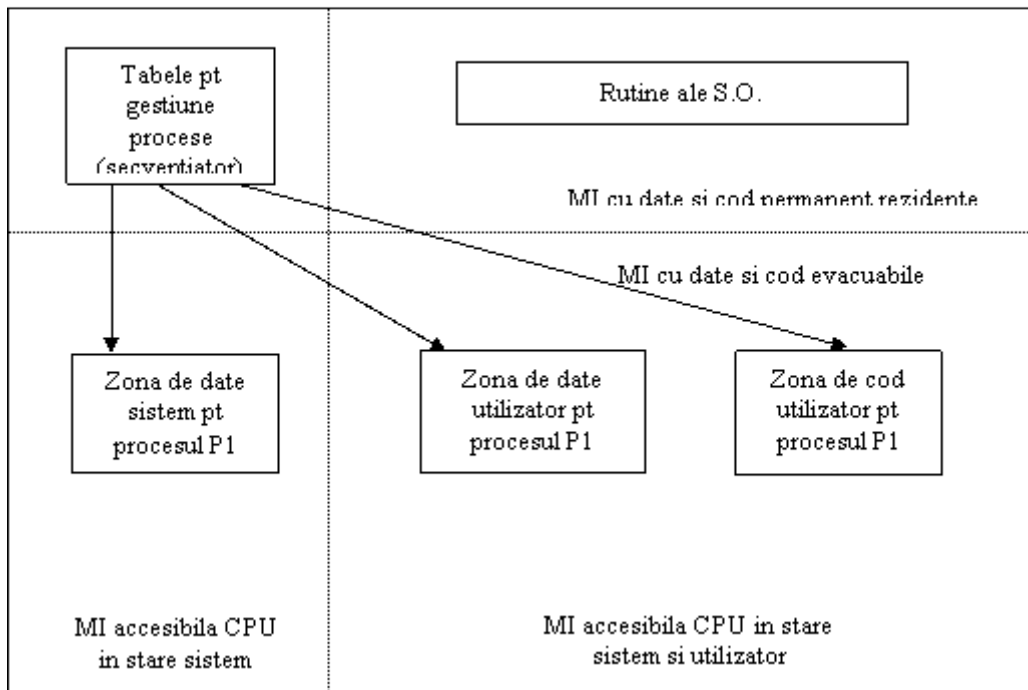 Tabele pt
gestiune
procese
(secventiator)
Rutine ale S.O.
MI cu date si cod permanent rezidente
MI cu date si cod evacuabile
Zona de date
sistem pt
procesul P1
Zona de date
utilizator pt
procesul P1
Zona de cod
utilizator pt
procesul P1
MI accesibila CPU
in stare sistem
MI accesibila CPU in stare
sistem si utilizator